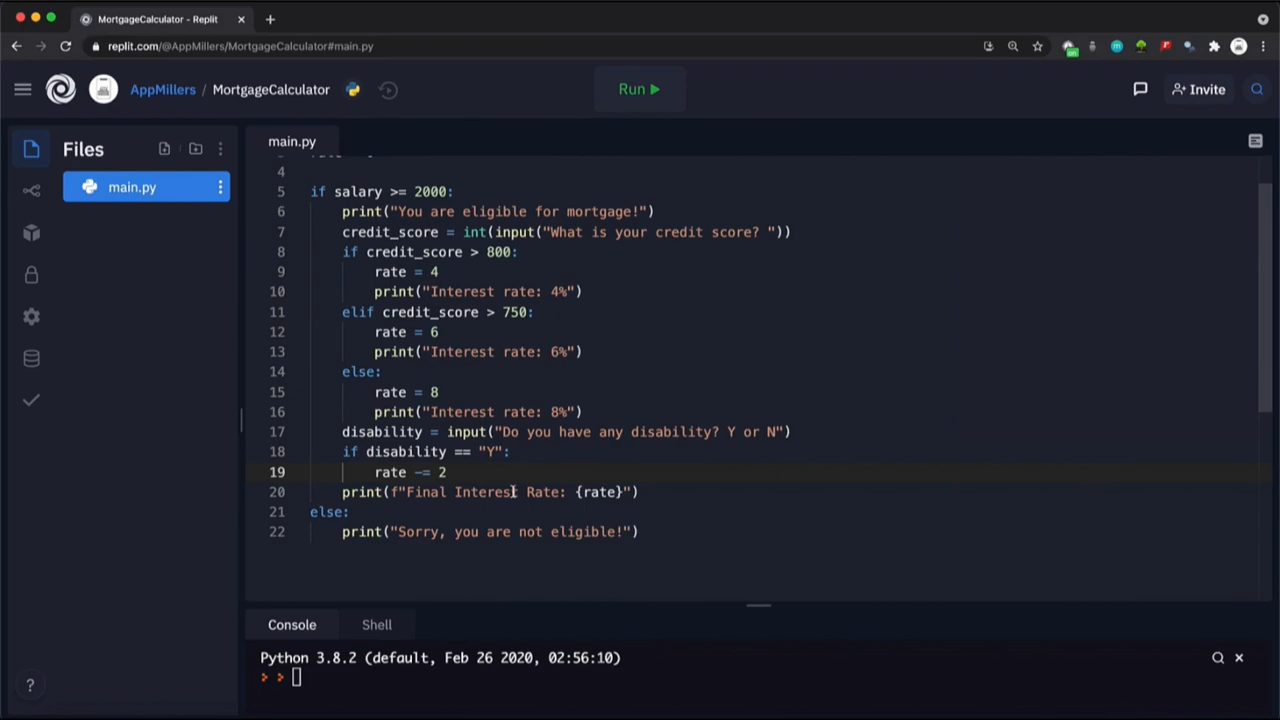 MortgageCalculator - Replit
replit.com/@AppMillers/MortgageCalculator#main.py
AppMillers / MortgageCalculator
Run
Invite
Files
main.py
main.py
4
5 if salary >= 2000:
6 print("You are eligible for mortgage!")
7 credit_score = int(input("What is your credit score? "))
8 if credit_score > 800:
9 rate = 4
10 print("Interest rate: 4%")
11 elif credit_score > 750:
12 rate = 6
13 print("Interest rate: 6%")
14 else:
15 rate = 8
16 print("Interest rate: 8%")
17 disability = input("Do you have any disability? Y or N")
18 if disability == "Y":
19 rate -= 2
20 print(f"Final Interest Rate: {rate}")
21 else:
22 print("Sorry, you are not eligible!")
Console Shell
Python 3.8.2 (default, Feb 26 2020, 02:56:10)